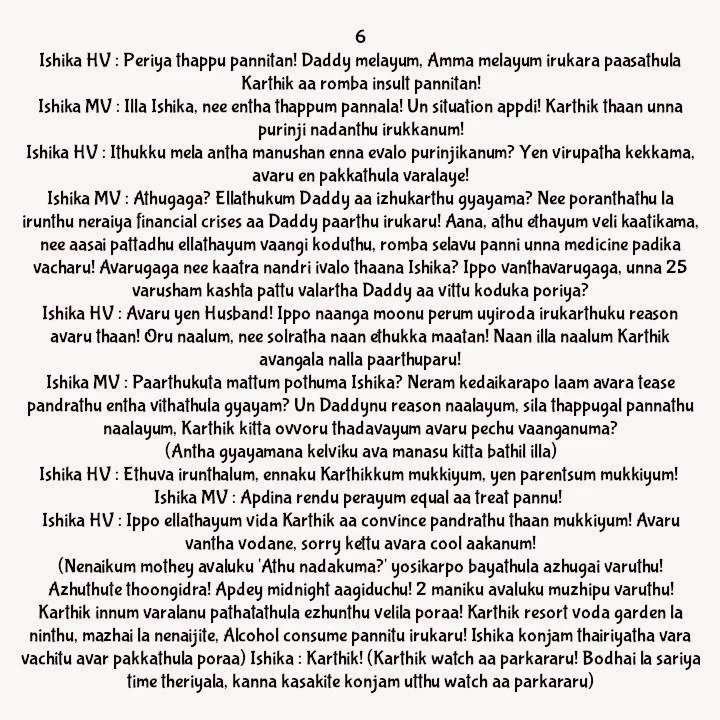 6
Ishika HV : Periya thappu pannitan! Daddy melayum, Amma melayum irukara paasathula
Karthik aa romba insult pannitan!
Ishika MV : Illa Ishika, nee entha thappum pannala! Un situation appdi! Karthik thaan unna
purinji nadanthu irukkanum!
Ishika HV : Ithukku mela antha manushan enna evalo purinjikanum? Yen virupatha kekkama,
avaru en pakkathula varalaye!
Ishika MV : Athugaga? Ellathukum Daddy aa izhukarthu gyayama? Nee poranthathu la
irunthu neraiya financial crises aa Daddy paarthu irukaru! Aana, athu ethayum veli kaatikama,
nee aasai pattadhu ellathayum vaangi koduthu, romba selavu panni unna medicine padika
vacharu! Avarugaga nee kaatra nandri ivalo thaana Ishika? Ippo vanthavarugaga, unna 25
varusham kashta pattu valartha Daddy aa vittu koduka poriya?
Ishika HV : Avaru yen Husband! Ippo naanga moonu perum uyiroda irukarthuku reason
avaru thaan! Oru naalum, nee solratha naan ethukka maatan! Naan illa naalum Karthik
avangala nalla paarthuparu!
Ishika MV : Paarthukuta mattum pothuma Ishika? Neram kedaikarapo laam avara tease
pandrathu entha vithathula gyayam? Un Daddynu reason naalayum, sila thappugal pannathu
naalayum, Karthik kitta ovvoru thadavayum avaru pechu vaanganuma?
(Antha gyayamana kelviku ava manasu kitta bathil illa)
Ishika HV : Ethuva irunthalum, ennaku Karthikkum mukkiyum, yen parentsum mukkiyum!
Ishika MV : Apdina rendu perayum equal aa treat pannu!
Ishika HV : Ippo ellathayum vida Karthik aa convince pandrathu thaan mukkiyum! Avaru
vantha vodane, sorry kettu avara cool aakanum!
(Nenaikum mothey avaluku 'Athu nadakuma?' yosikarpo bayathula azhugai varuthu!
Azhuthute thoongidra! Apdey midnight aagiduchu! 2 maniku avaluku muzhipu varuthu!
Karthik innum varalanu pathatathula ezhunthu velila poraa! Karthik resort voda garden la
ninthu, mazhai la nenaijite, Alcohol consume pannitu irukaru! Ishika konjam thairiyatha vara
vachitu avar pakkathula poraa) Ishika : Karthik! (Karthik watch aa parkararu! Bodhai la sariya
time theriyala, kanna kasakite konjam utthu watch aa parkararu)